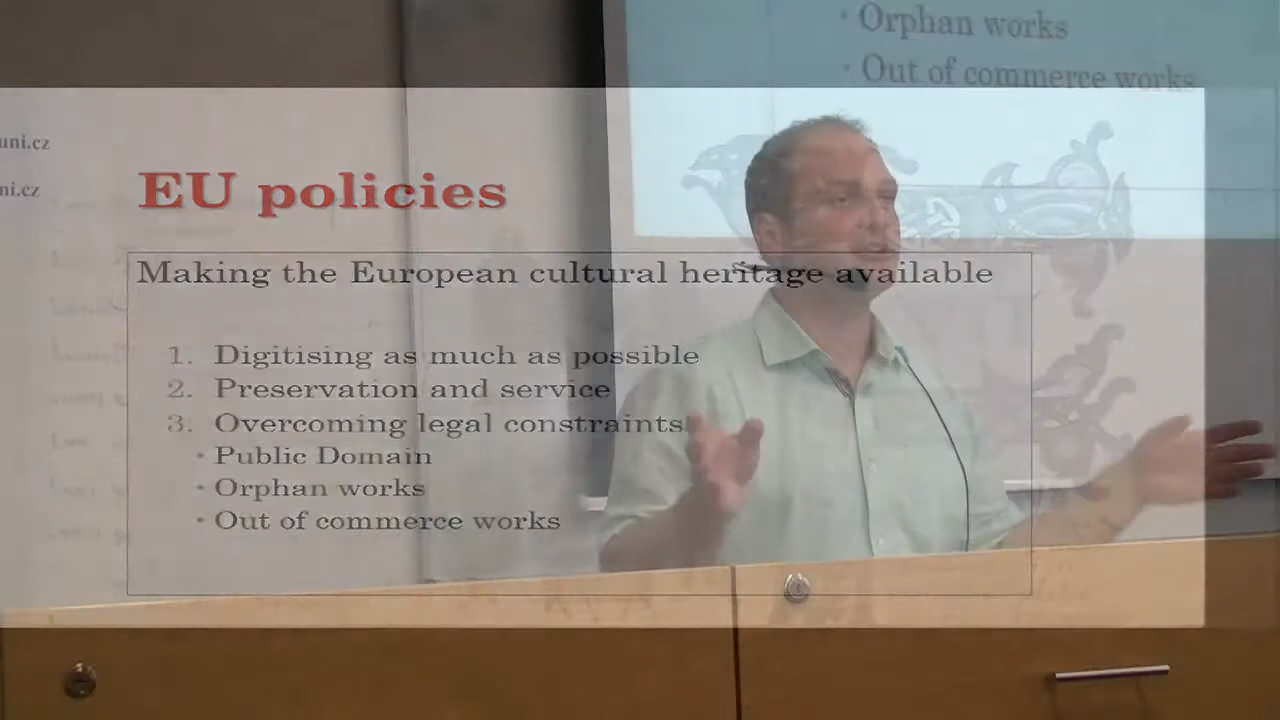 Orphan works
Out of commerce works
uni.cz
ni.cz
EU policies
Making the European cultural heritage available
1. Digitising as much as possible
2. Preservation and service
3. Overcoming legal constraints
• Public Domain
• Orphan works
• Out of commerce works